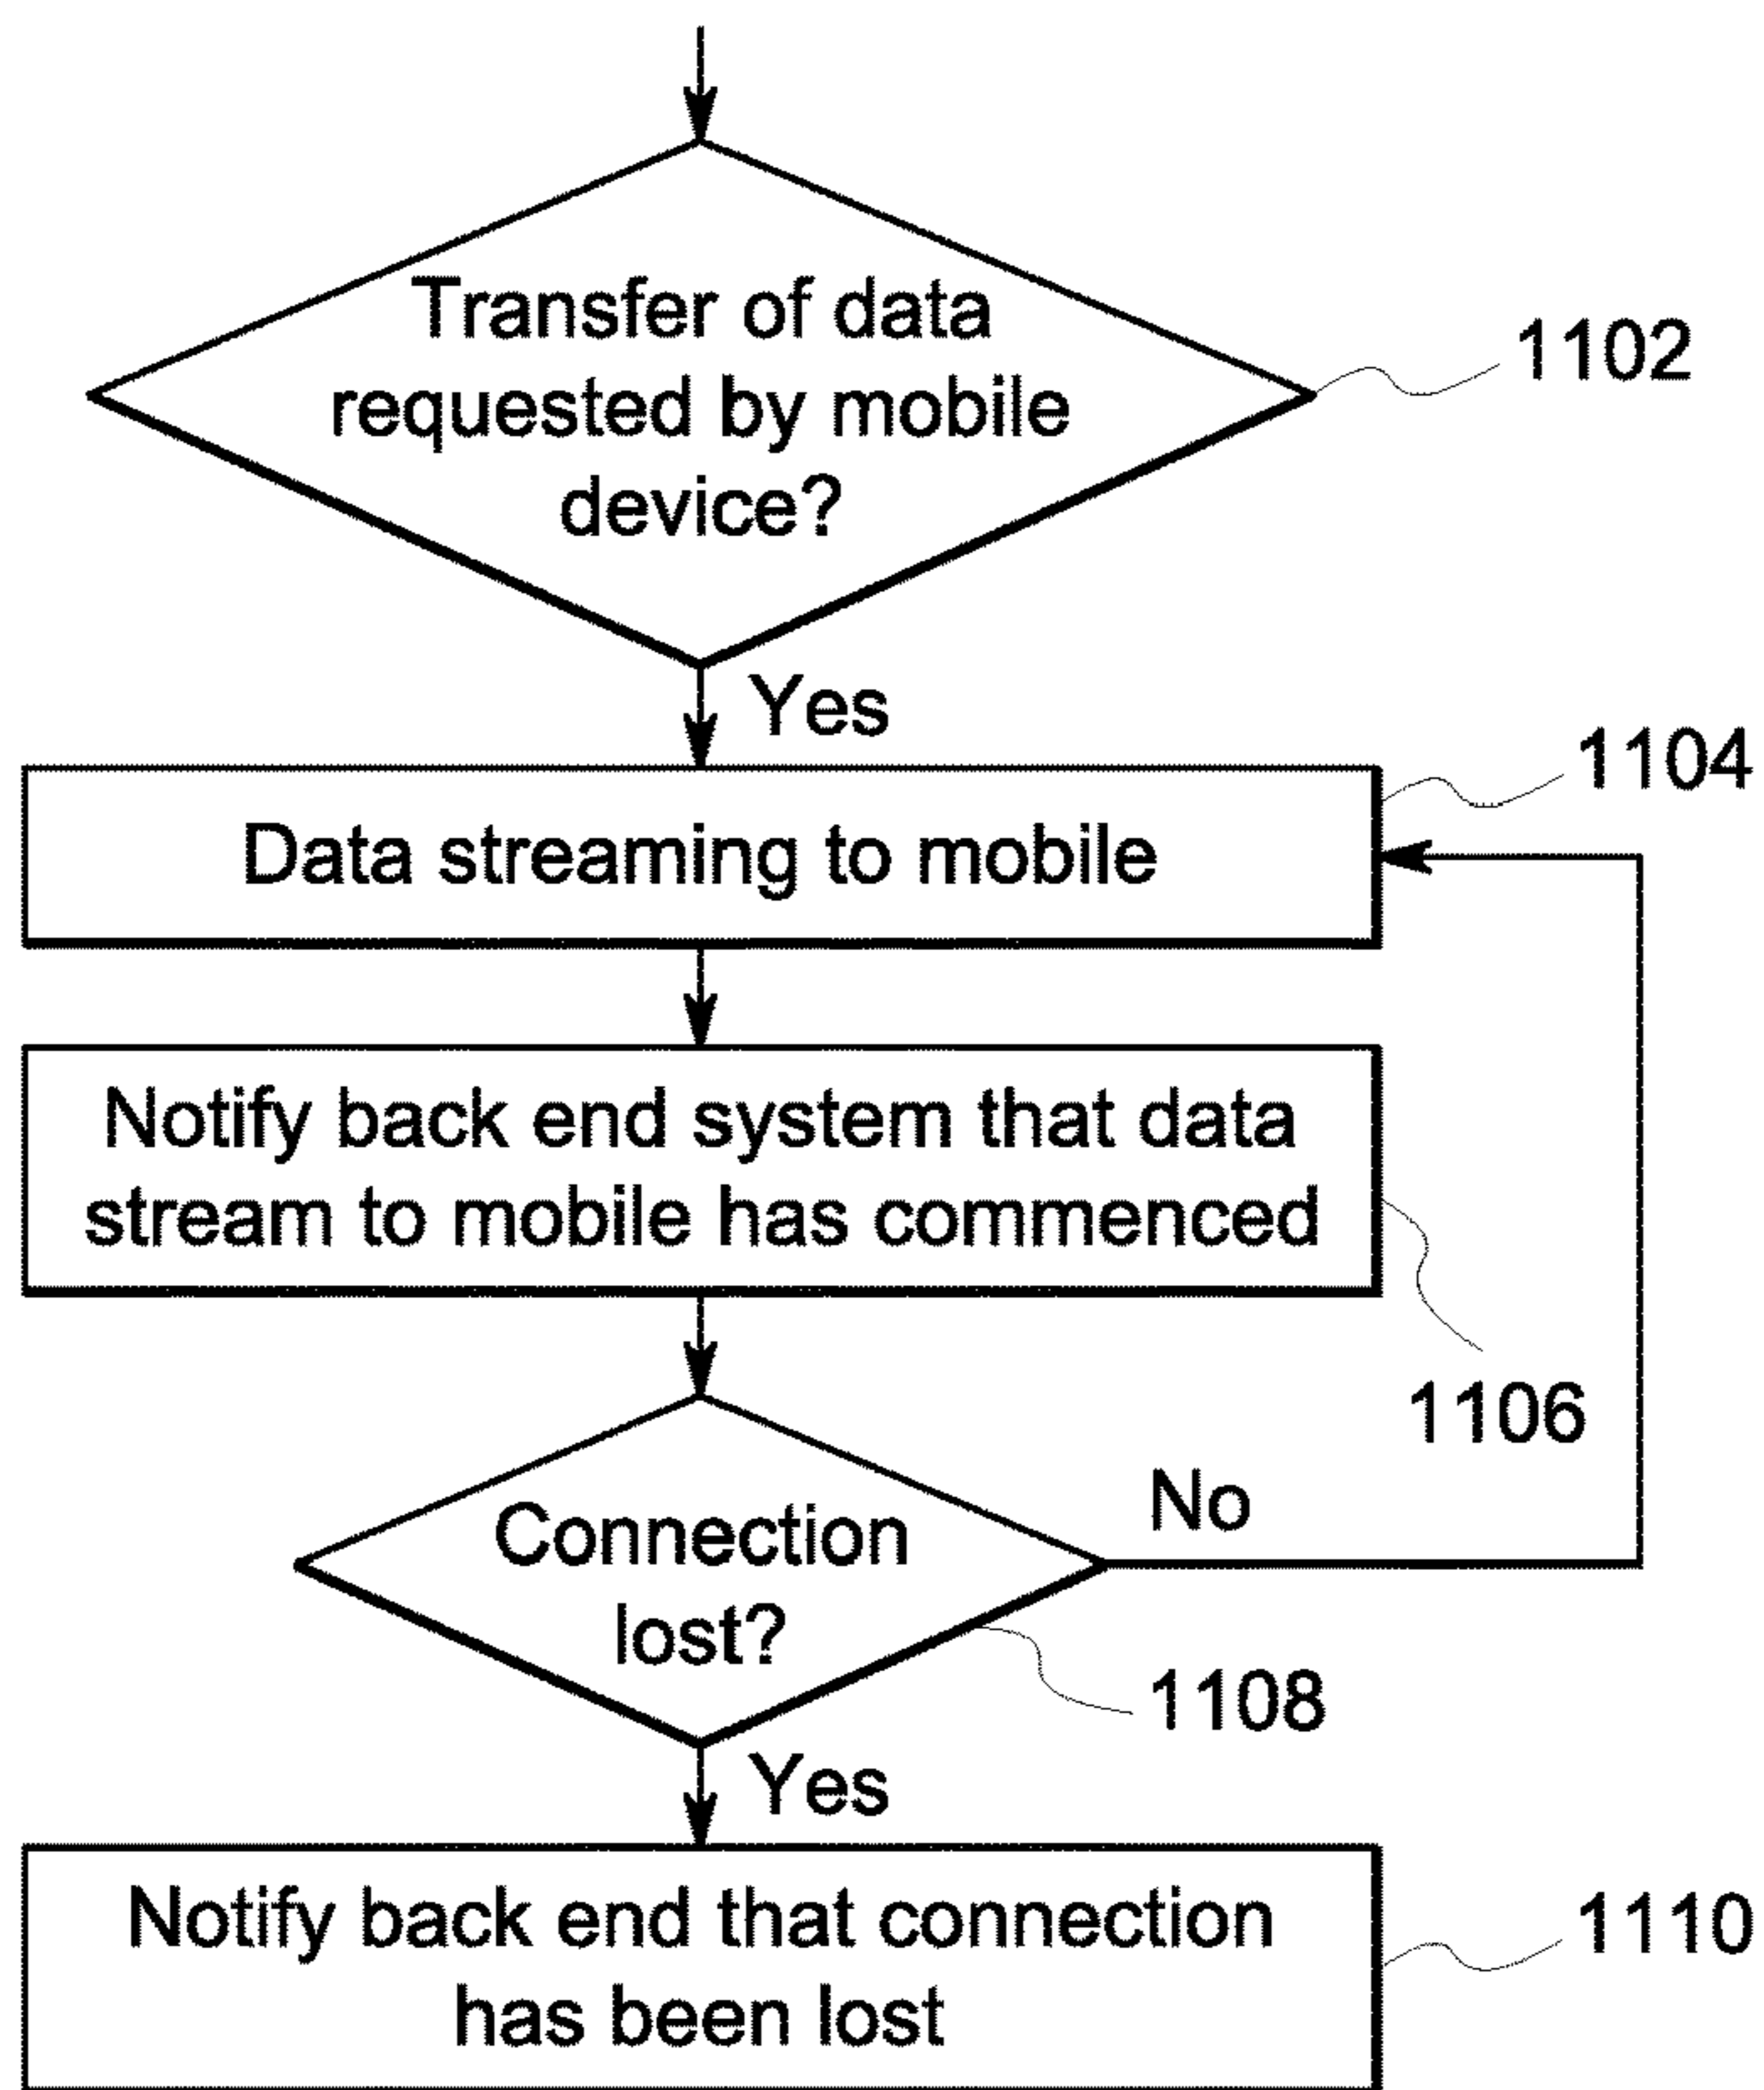 Transfer of data
requested by mobile
device?
1102
Yes
1104
Data streaming to mobile
Notify back end system that data
stream to mobile has commenced
1106
No
Connection
lost?
1108
Yes
Notify back end that connection
has been lost
1110